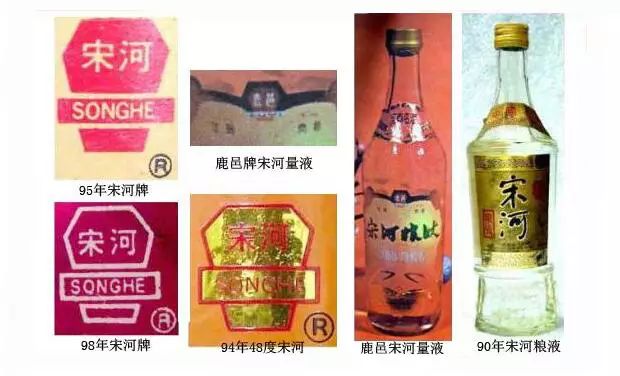 宋河
SONGHE
®
95年宋河牌
鹿邑
鹿邑牌宋河量液
宋河
SONGHE
®
98年宋河牌
宋河
SONGHE
®
94年48度宋河
宋河粮液
鹿邑宋河量液
宋河
90年宋河粮液